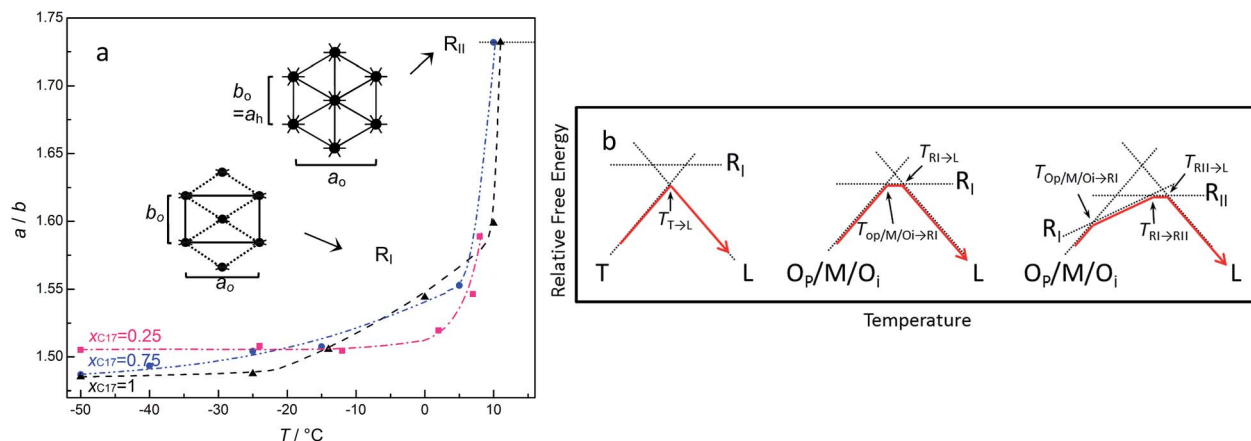 a
1.75
1.70
1.65
1.60
1.55
1.50
a / b
-50
-40
-30
-20
-10
0
10
T / °C
R_II
b_o
=a_h
a_o
b_o
a_o
R_I
x_C17=0.25
x_C17=0.75
x_C17=1
b
Relative Free Energy
Temperature
R_I
T_T→L
T
L
T_RI→L
R_I
T_op/M/Oi→RI
O_P/M/O_i
L
T_Op/M/Oi→RI
T_RII→L
R_II
R_I
T_RI→RII
O_P/M/O_i
L